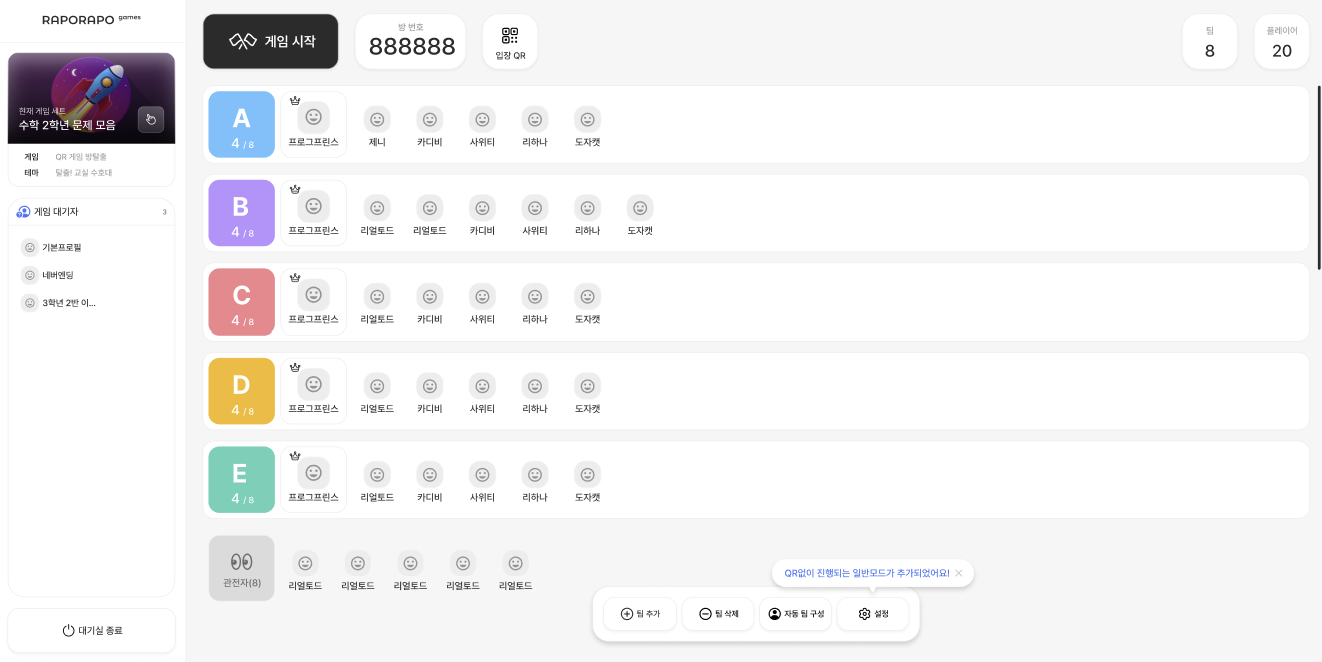 RAPORAPO games
현재 게임 세트
수학 2학년 문제 모음
게임 QR 게임 방탈출
테마 탈출! 교실 수호대
게임 대기자 3
기본프로필
네버엔딩
3학년 2반 이...
대기실 종료
게임 시작
방 번호
888888
입장 QR
팀
8
플레이어
20
A
4 / 8
프로그프린스 제니 카디비 사위티 리하나 도자캣
B
4 / 8
프로그프린스 리얼토드 리얼토드 카디비 사위티 리하나 도자캣
C
4 / 8
프로그프린스 리얼토드 카디비 사위티 리하나 도자캣
D
4 / 8
프로그프린스 리얼토드 카디비 사위티 리하나 도자캣
E
4 / 8
프로그프린스 리얼토드 카디비 사위티 리하나 도자캣
관전자(8)
리얼토드 리얼토드 리얼토드 리얼토드 리얼토드
QR없이 진행되는 일반모드가 추가되었어요!
팀 추가 팀 삭제 자동 팀 구성 설정